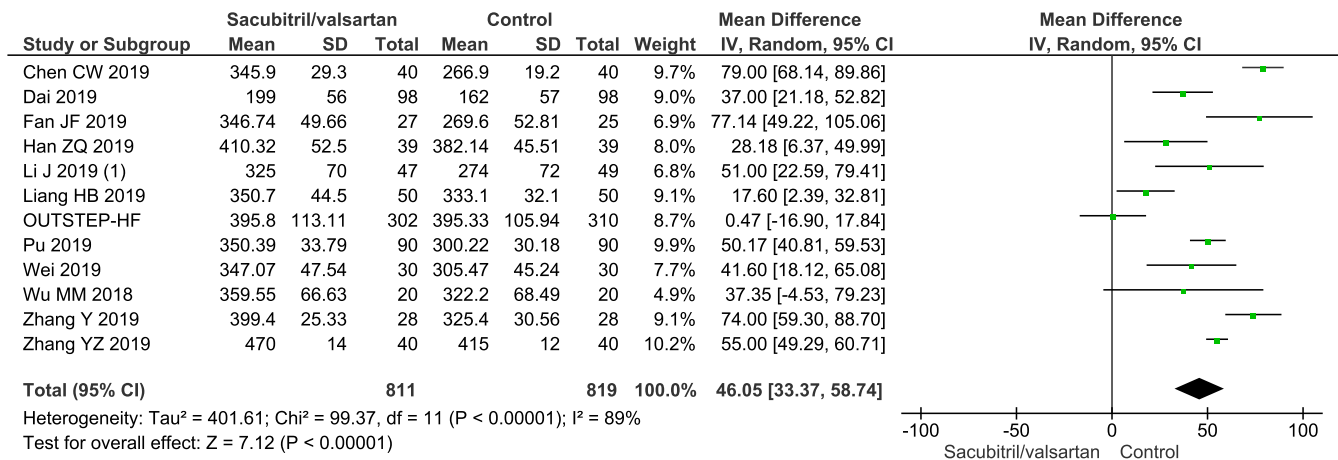 Sacubitril/valsartan Control Mean Difference Mean Difference
Study or Subgroup Mean SD Total Mean SD Total Weight IV, Random, 95% CI IV, Random, 95% CI
Chen CW 2019 345.9 29.3 40 266.9 19.2 40 9.7% 79.00 [68.14, 89.86]
Dai 2019 199 56 98 162 57 98 9.0% 37.00 [21.18, 52.82]
Fan JF 2019 346.74 49.66 27 269.6 52.81 25 6.9% 77.14 [49.22, 105.06]
Han ZQ 2019 410.32 52.5 39 382.14 45.51 39 8.0% 28.18 [6.37, 49.99]
Li J 2019 (1) 325 70 47 274 72 49 6.8% 51.00 [22.59, 79.41]
Liang HB 2019 350.7 44.5 50 333.1 32.1 50 9.1% 17.60 [2.39, 32.81]
OUTSTEP-HF 395.8 113.11 302 395.33 105.94 310 8.7% 0.47 [-16.90, 17.84]
Pu 2019 350.39 33.79 90 300.22 30.18 90 9.9% 50.17 [40.81, 59.53]
Wei 2019 347.07 47.54 30 305.47 45.24 30 7.7% 41.60 [18.12, 65.08]
Wu MM 2018 359.55 66.63 20 322.2 68.49 20 4.9% 37.35 [-4.53, 79.23]
Zhang Y 2019 399.4 25.33 28 325.4 30.56 28 9.1% 74.00 [59.30, 88.70]
Zhang YZ 2019 470 14 40 415 12 40 10.2% 55.00 [49.29, 60.71]
Total (95% CI) 811 819 100.0% 46.05 [33.37, 58.74]
Heterogeneity: Tau² = 401.61; Chi² = 99.37, df = 11 (P < 0.00001); I² = 89%
Test for overall effect: Z = 7.12 (P < 0.00001)
-100 -50 0 50 100
Sacubitril/valsartan Control